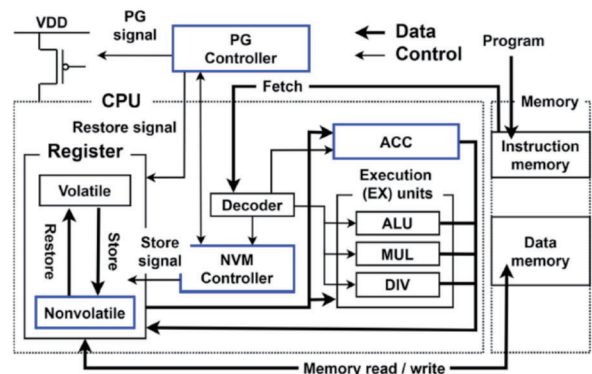 VDD
PG
signal
PG
Controller
Data
Control
Program
CPU
Fetch
Memory
Restore signal
Register
ACC
Instruction
memory
Volatile
Decoder
Execution
(EX) units
ALU
Restore
Store
Store
signal
NVM
Controller
MUL
Data
memory
DIV
Nonvolatile
Memory read / write